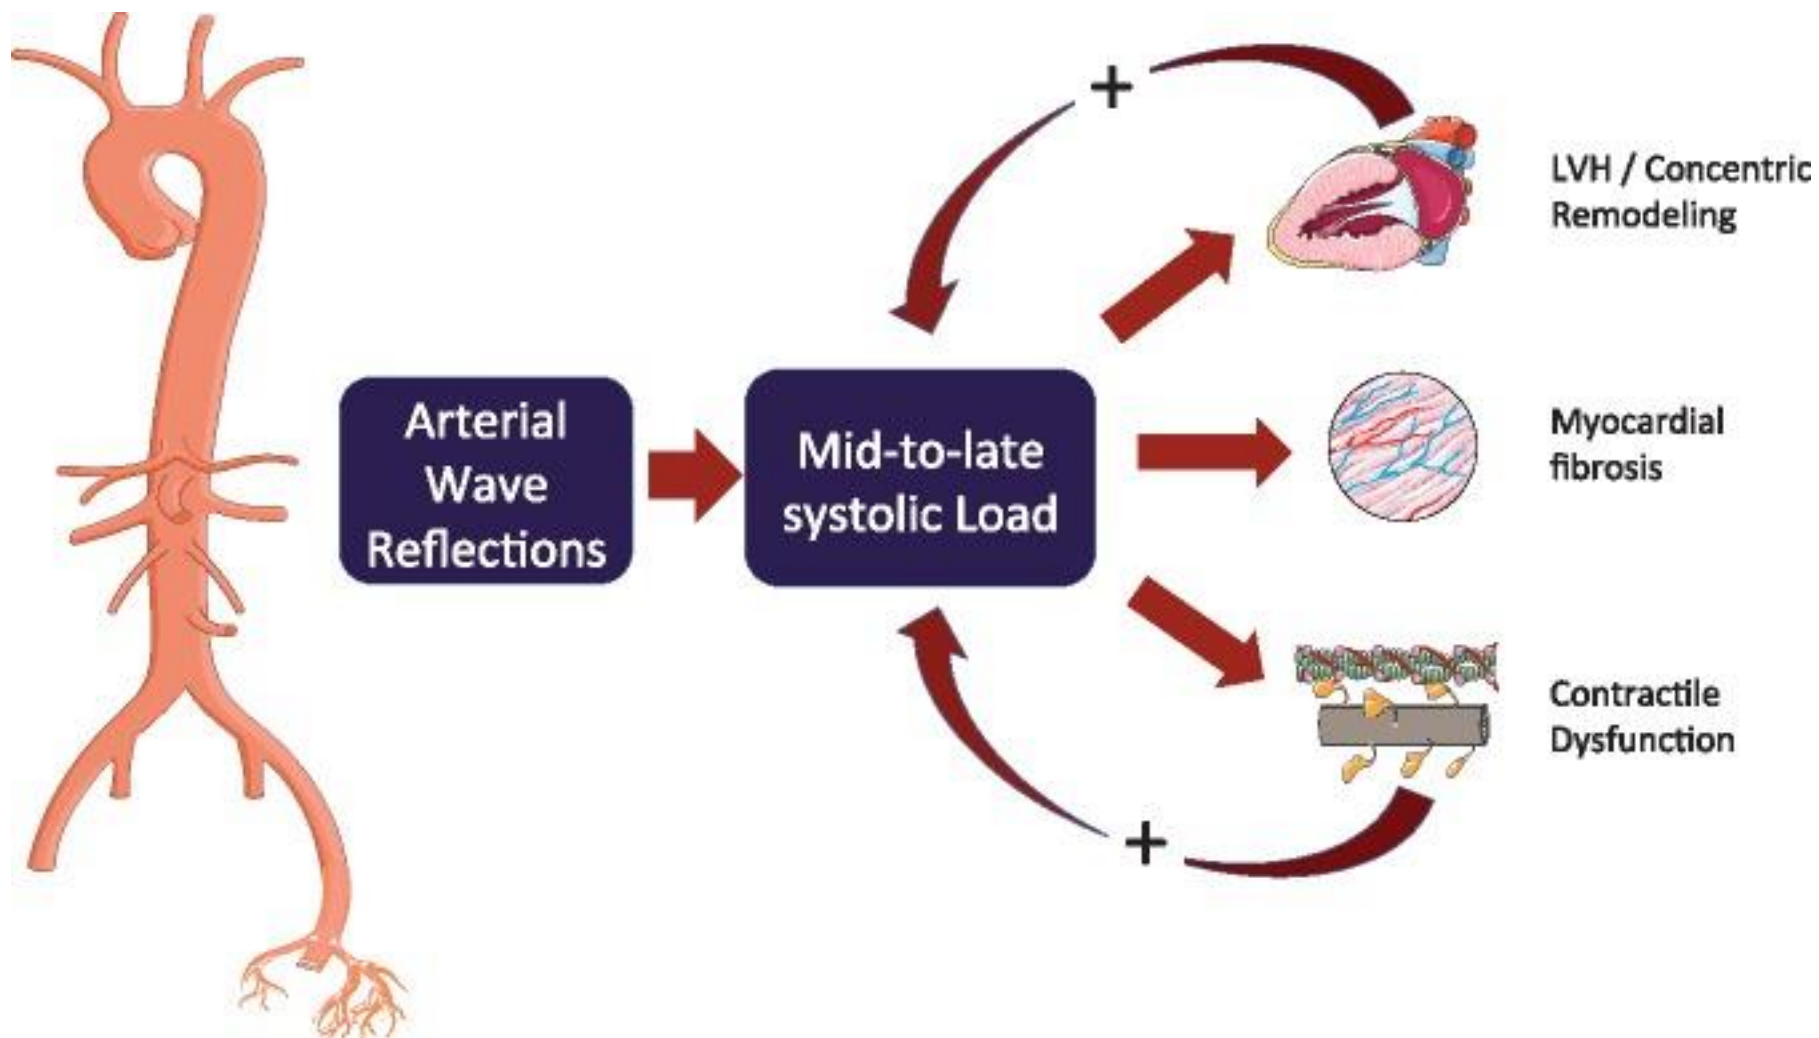 Arterial
Wave
Reflections
Mid-to-late
systolic Load
+
LVH / Concentric
Remodeling
Myocardial
fibrosis
Contractile
Dysfunction
+